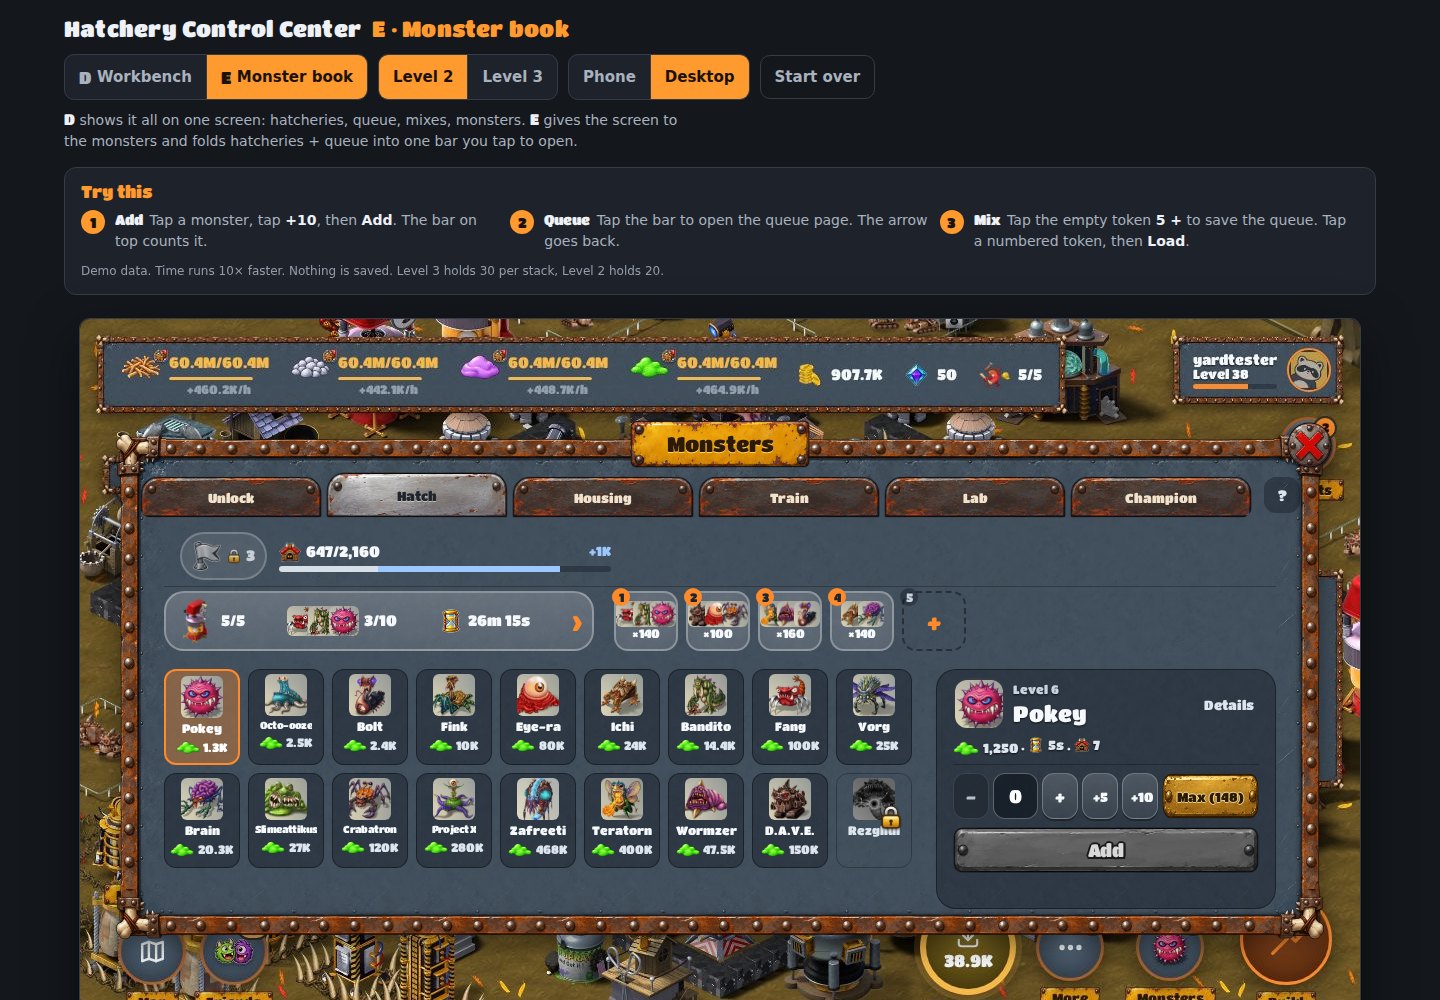 Hatchery Control Center E · Monster book
D Workbench E Monster book Level 2 Level 3 Phone Desktop Start over
D shows it all on one screen: hatcheries, queue, mixes, monsters. E gives the screen to
the monsters and folds hatcheries + queue into one bar you tap to open.
Try this
1 Add Tap a monster, tap +10, then Add. The bar on
top counts it.
2 Queue Tap the bar to open the queue page. The arrow
goes back.
3 Mix Tap the empty token 5 + to save the queue. Tap
a numbered token, then Load.
Demo data. Time runs 10× faster. Nothing is saved. Level 3 holds 30 per stack, Level 2 holds 20.
60.4M/60.4M 60.4M/60.4M 60.4M/60.4M 60.4M/60.4M
+460.2K/h +442.1K/h +448.7K/h +464.9K/h
907.7K 50 5/5
yardtester
Level 38
Monsters
Unlock Hatch Housing Train Lab Champion ?
3 647/2,160 +1K
5/5 3/10 26m 15s
1 2 3 4 5
×140 ×100 ×160 ×140 +
Pokey Octo-ooze Bolt Fink Eye-ra Ichi Bandito Fang Vorg
1.3K 2.5K 2.4K 10K 80K 24K 14.4K 100K 25K
Brain Slimeattikus Crabatron Project X Zafreeti Teratorn Wormzer D.A.V.E.
20.3K 27K 120K 280K 468K 400K 47.5K 150K
Level 6
Pokey
Details
1,250 · 5s · 7
− 0 + +5 +10 Max (148)
Add
38.9K
More Monsters